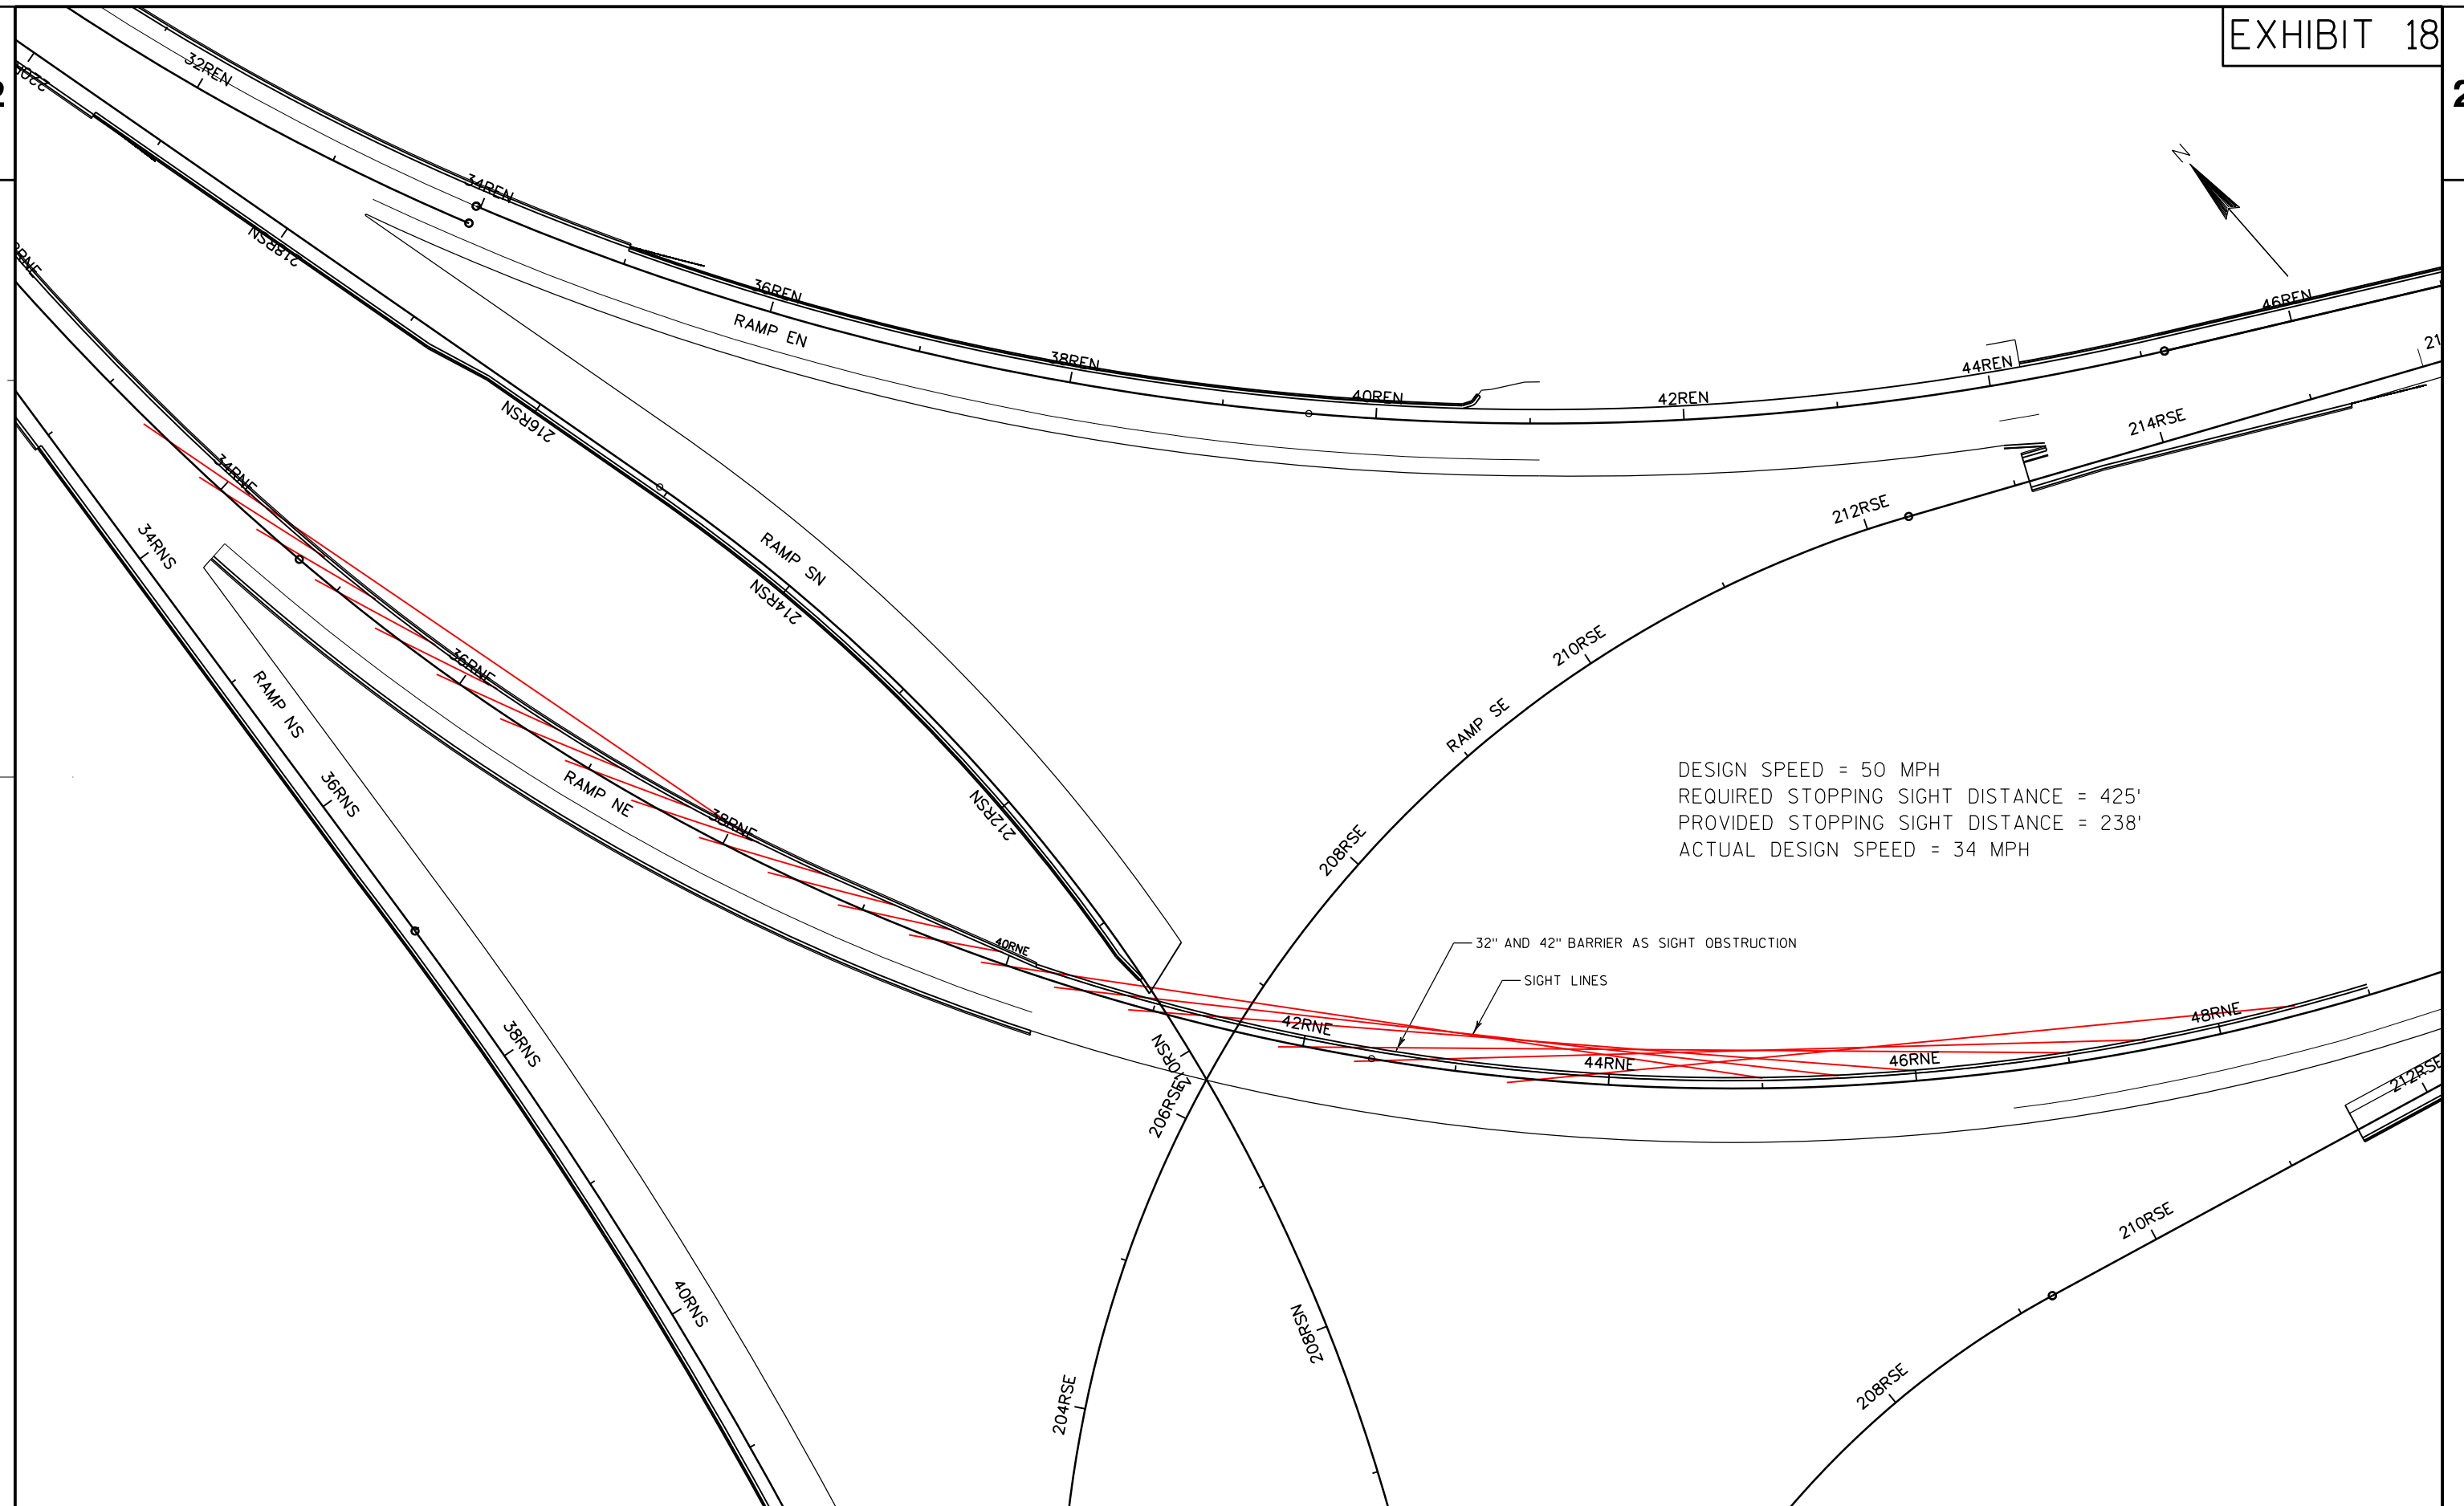 EXHIBIT 18
2
32REN
34REN
36REN
RAMP EN
38REN
40REN
42REN
44REN
46REN
N
218RSN
216RSN
RAMP SN
214RSN
212RSN
208RSN
214RSE
212RSE
210RSE
RAMP SE
208RSE
206RSE
204RSE
34RNE
36RNE
RAMP NE
38RNE
40RNE
42RNE
44RNE
46RNE
48RNE
34RNS
RAMP NS
36RNS
38RNS
40RNS
DESIGN SPEED = 50 MPH
REQUIRED STOPPING SIGHT DISTANCE = 425'
PROVIDED STOPPING SIGHT DISTANCE = 238'
ACTUAL DESIGN SPEED = 34 MPH
32" AND 42" BARRIER AS SIGHT OBSTRUCTION
SIGHT LINES
212RSE
210RSE
208RSE